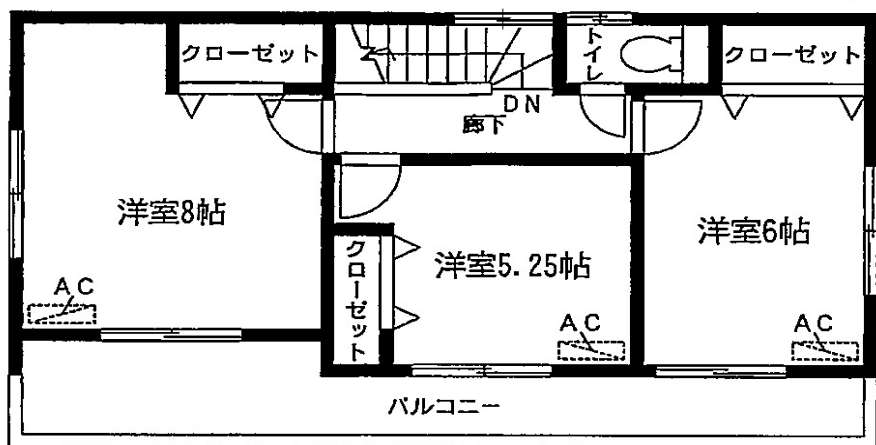 クローゼット
トイレ
クローゼット
DN
廊下
洋室8帖
洋室5.25帖
洋室6帖
クローゼット
AC
AC
AC
バルコニー